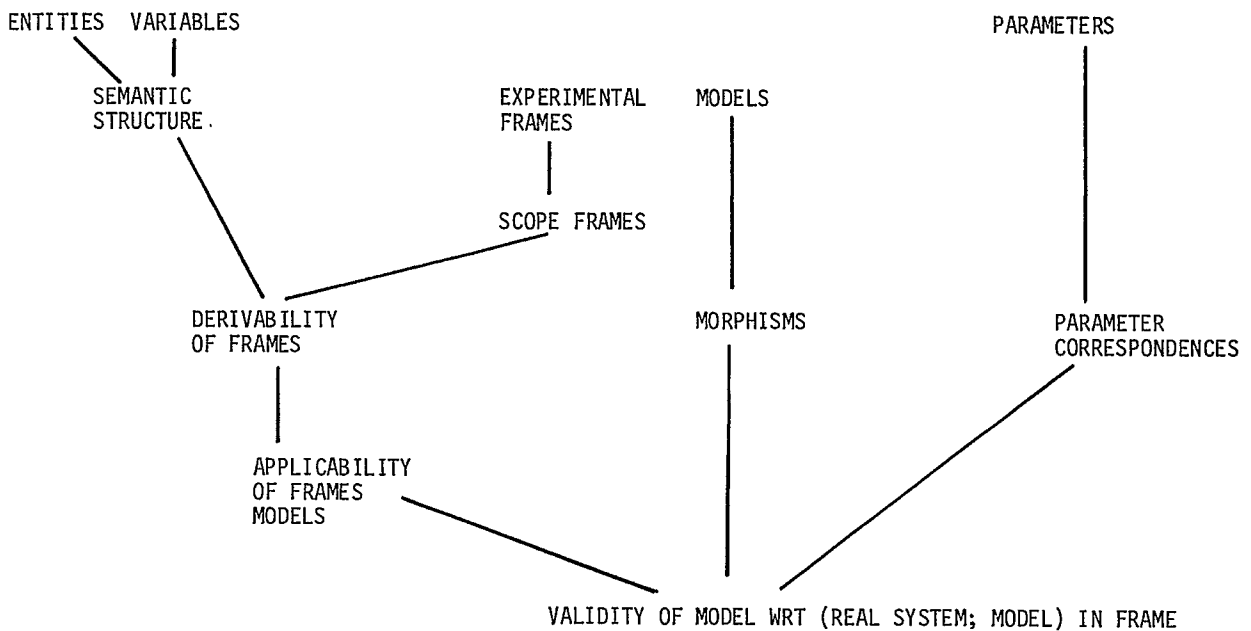 ENTITIES VARIABLES
PARAMETERS
SEMANTIC
STRUCTURE.
EXPERIMENTAL
FRAMES
MODELS
SCOPE FRAMES
DERIVABILITY
OF FRAMES
MORPHISMS
PARAMETER
CORRESPONDENCES
APPLICABILITY
OF FRAMES
MODELS
VALIDITY OF MODEL WRT (REAL SYSTEM; MODEL) IN FRAME